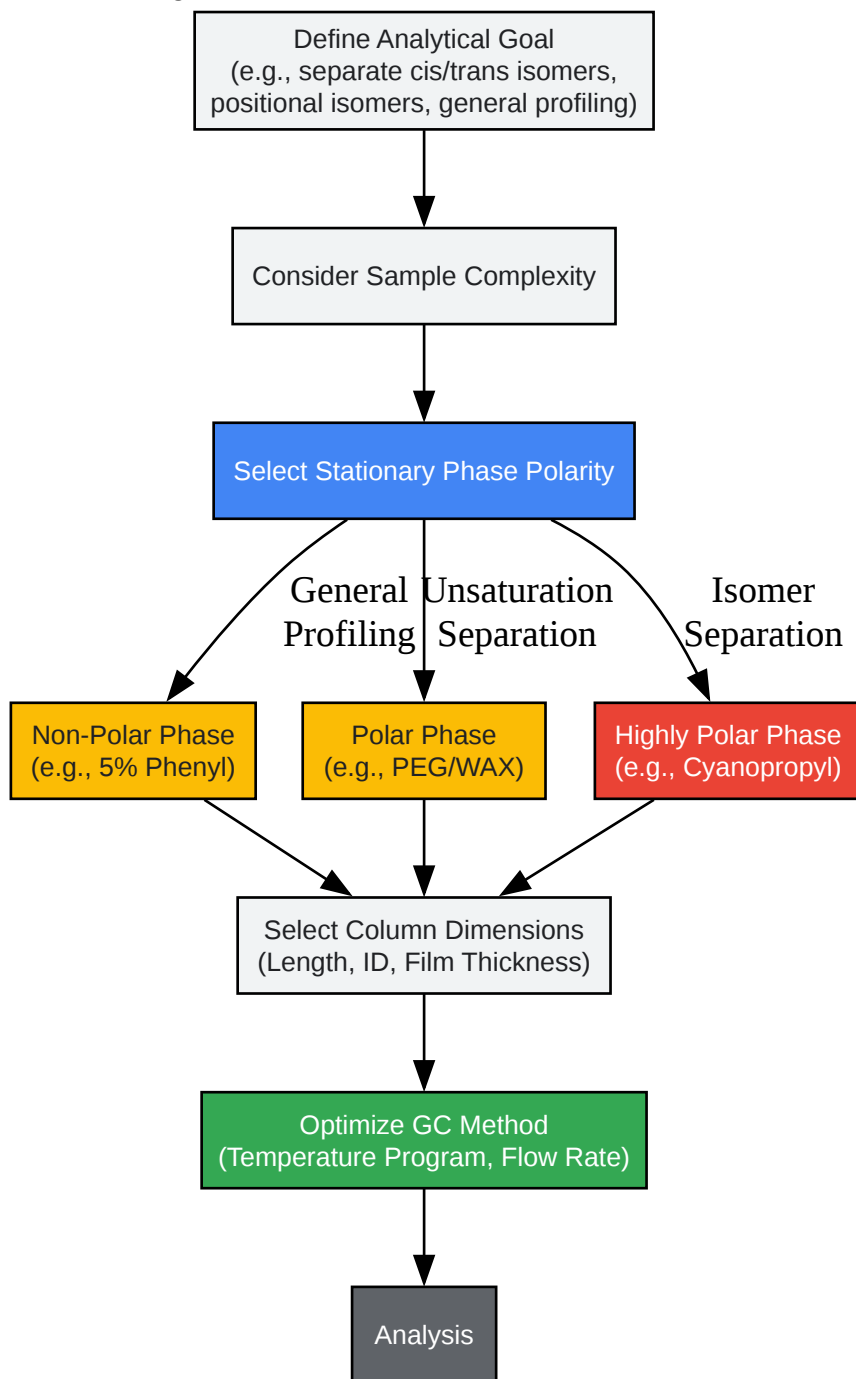 Define Analytical Goal
(e.g., separate cis/trans isomers,
positional isomers, general profiling)
Consider Sample Complexity
Select Stationary Phase Polarity
General
Profiling
Unsaturation
Separation
Isomer
Separation
Non-Polar Phase
(e.g., 5% Phenyl)
Polar Phase
(e.g., PEG/WAX)
Highly Polar Phase
(e.g., Cyanopropyl)
Select Column Dimensions
(Length, ID, Film Thickness)
Optimize GC Method
(Temperature Program, Flow Rate)
Analysis